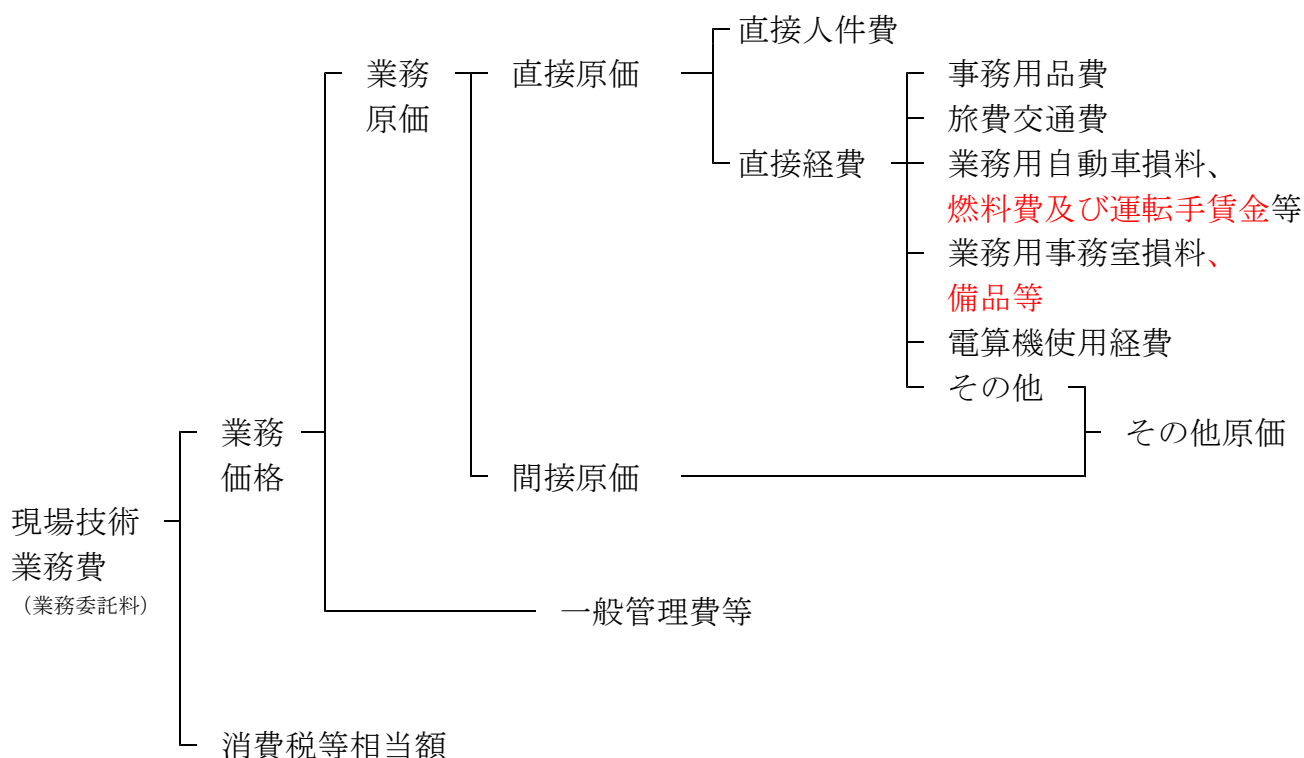 直接人件費
業務
原価
直接原価
事務用品費
旅費交通費
直接経費
業務用自動車損料、
燃料費及び運転手賃金等
業務用事務室損料、
備品等
電算機使用経費
その他
業務
価格
その他原価
間接原価
現場技術
業務費
（業務委託料）
一般管理費等
消費税等相当額